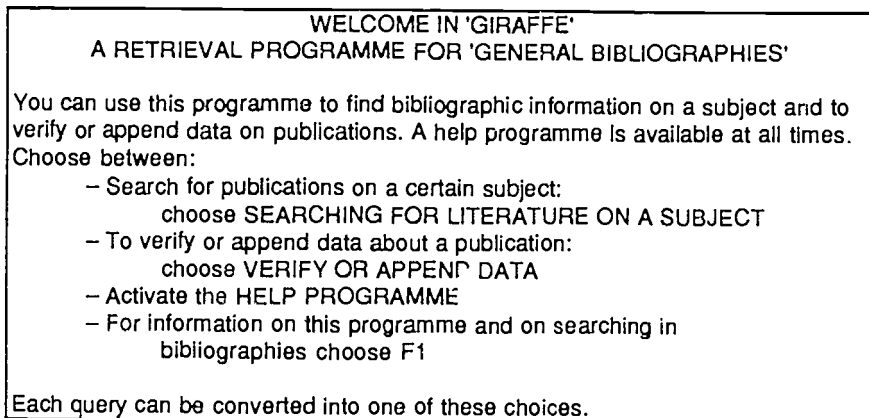 WELCOME IN 'GIRAFFE'
A RETRIEVAL PROGRAMME FOR 'GENERAL BIBLIOGRAPHIES'
You can use this programme to find bibliographic information on a subject and to
verify or append data on publications. A help programme is available at all times.
Choose between:
– Search for publications on a certain subject:
choose SEARCHING FOR LITERATURE ON A SUBJECT
– To verify or append data about a publication:
choose VERIFY OR APPEND DATA
– Activate the HELP PROGRAMME
– For information on this programme and on searching in
bibliographies choose F1
Each query can be converted into one of these choices.